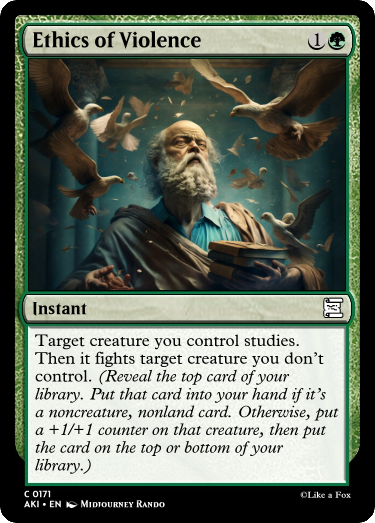 Ethics of Violence 1
Instant
Target creature you control studies.
Then it fights target creature you don't
control. (Reveal the top card of your
library. Put that card into your hand if it's
a noncreature, nonland card. Otherwise, put
a +1/+1 counter on that creature, then put
the card on the top or bottom of your
library.)
C 0171
AKI • EN Midjourney Rando
©Like a Fox